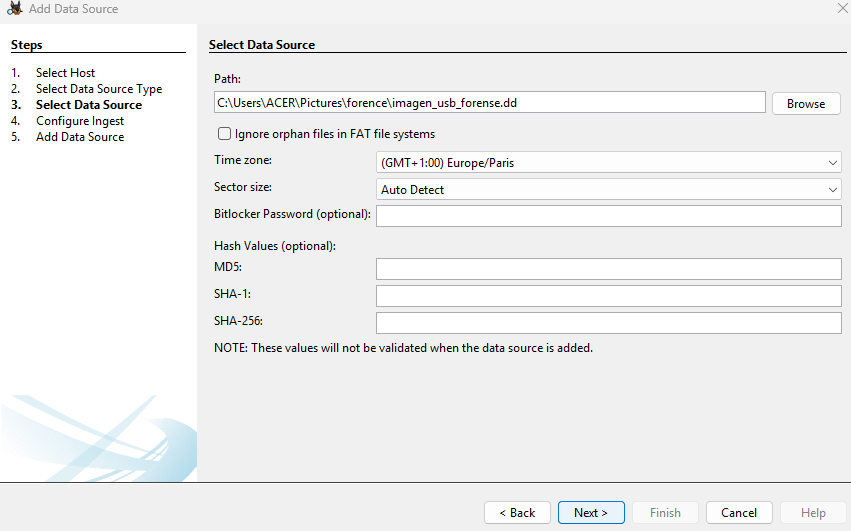 Add Data Source
Steps
1. Select Host
2. Select Data Source Type
3. Select Data Source
4. Configure Ingest
5. Add Data Source
Select Data Source
Path:
C:\Users\ACER\Pictures\forence\imagen_usb_forense.dd
Browse
Ignore orphan files in FAT file systems
Time zone: (GMT+1:00) Europe/Paris
Sector size: Auto Detect
Bitlocker Password (optional):
Hash Values (optional):
MD5:
SHA-1:
SHA-256:
NOTE: These values will not be validated when the data source is added.
< Back Next > Finish Cancel Help